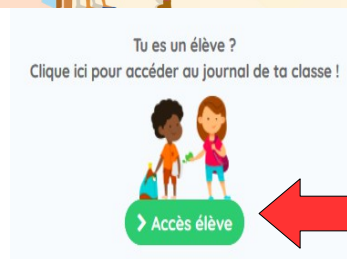 Tu es un élève ?
Clique ici pour accéder au journal de ta classe !
❯ Accès élève